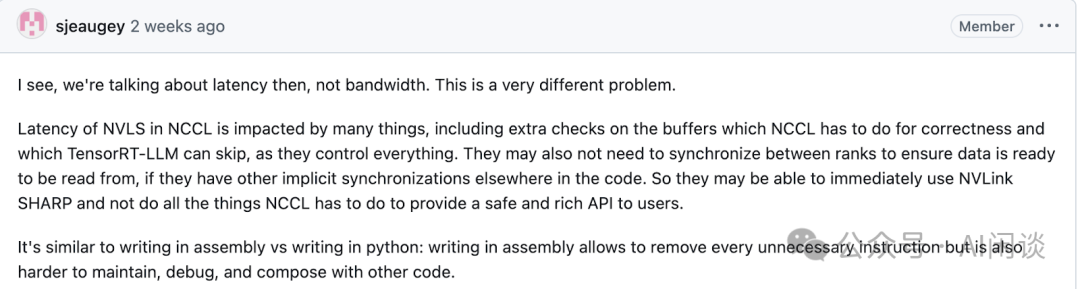 sjeaugey 2 weeks ago
Member
I see, we're talking about latency then, not bandwidth. This is a very different problem.
Latency of NVLS in NCCL is impacted by many things, including extra checks on the buffers which NCCL has to do for correctness and
which TensorRT-LLM can skip, as they control everything. They may also not need to synchronize between ranks to ensure data is ready
to be read from, if they have other implicit synchronizations elsewhere in the code. So they may be able to immediately use NVLink
SHARP and not do all the things NCCL has to do to provide a safe and rich API to users.
It's similar to writing in assembly vs writing in python: writing in assembly allows to remove every unnecessary instruction but is also
harder to maintain, debug, and compose with other code.
公众号 · AI闲谈